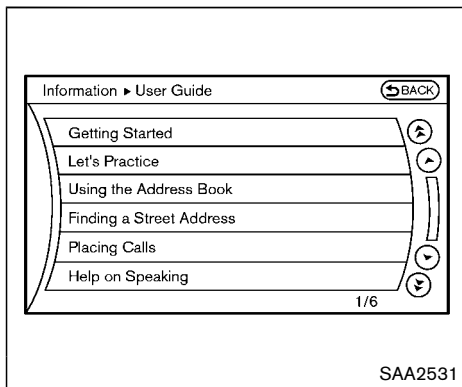 Information ▸ User Guide
BACK
Getting Started
Let's Practice
Using the Address Book
Finding a Street Address
Placing Calls
Help on Speaking
1/6
SAA2531